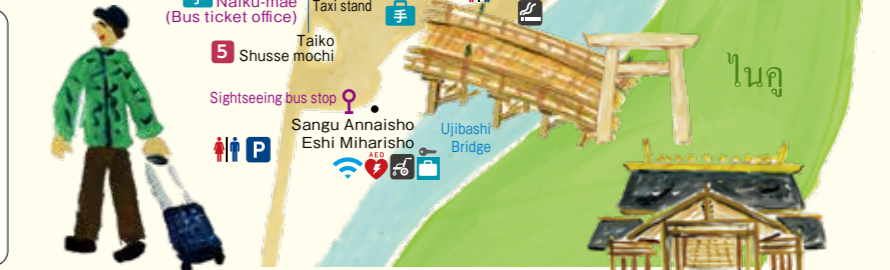 手 Naiku-mae
(Bus ticket office)
Taxi stand
手
Taiko
5 Shusse mochi
Sightseeing bus stop
Sangu Annaisho
Eshi Miharisho
P
AED
Ujibashi
Bridge
ไนคู